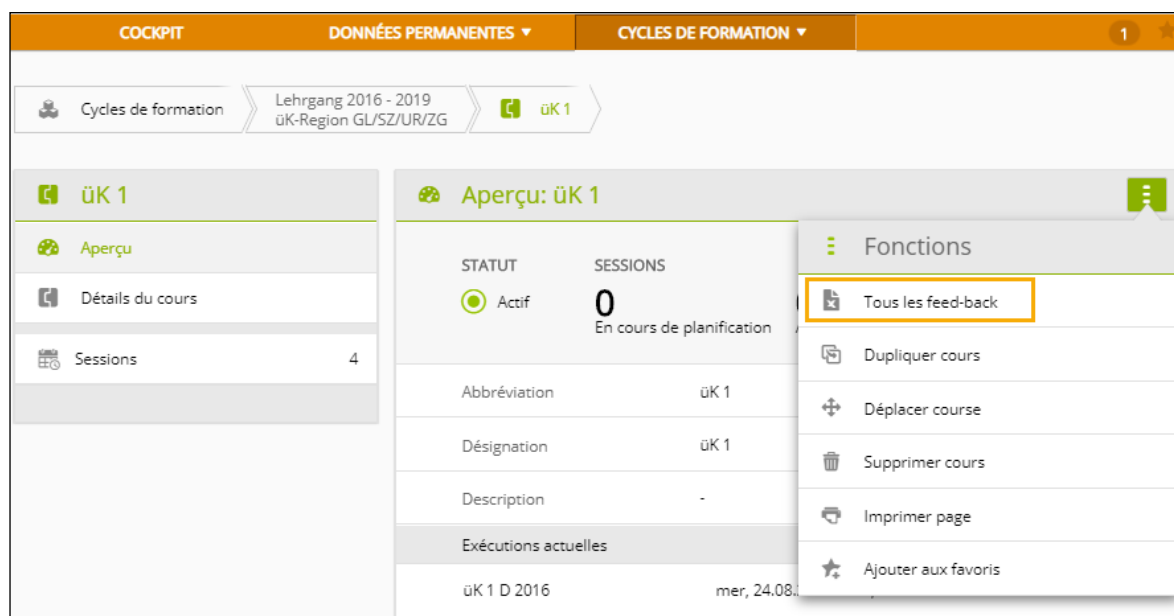 COCKPIT
DONNÉES PERMANENTES
CYCLES DE FORMATION
1
Cycles de formation
Lehrgang 2016 - 2019
üK-Region GL/SZ/UR/ZG
üK 1
üK 1
Aperçu
Détails du cours
Sessions 4
Aperçu: üK 1
STATUT
Actif
SESSIONS
0
En cours de planification
Abbréviation üK 1
Désignation üK 1
Description -
Exécutions actuelles
üK 1 D 2016 mer, 24.08.
Fonctions
Tous les feed-back
Dupliquer cours
Déplacer course
Supprimer cours
Imprimer page
Ajouter aux favoris